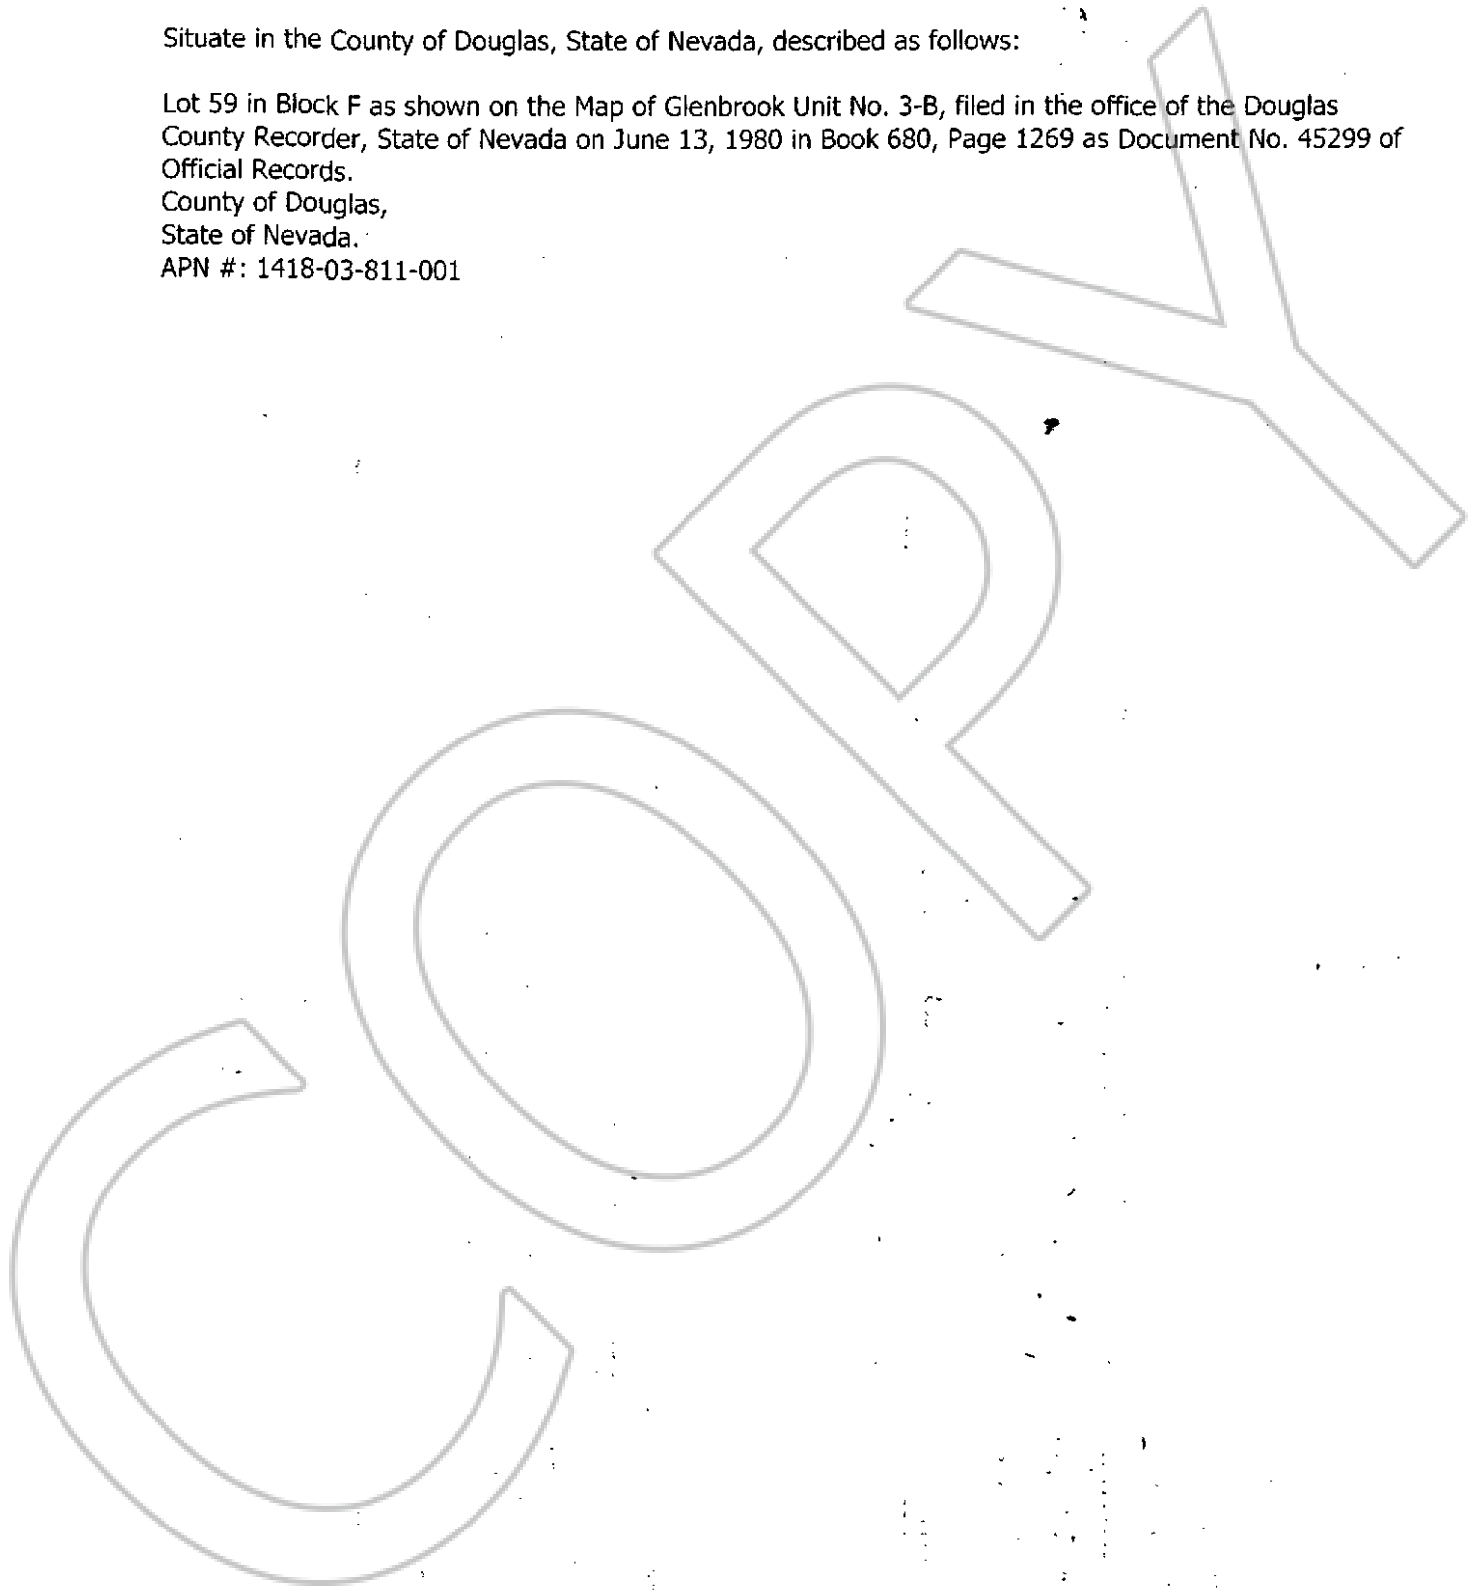 Situate in the County of Douglas, State of Nevada, described as follows:
Lot 59 in Block F as shown on the Map of Glenbrook Unit No. 3-B, filed in the office of the Douglas
County Recorder, State of Nevada on June 13, 1980 in Book 680, Page 1269 as Document No. 45299 of
Official Records.
County of Douglas,
State of Nevada.
APN #: 1418-03-811-001
COPY